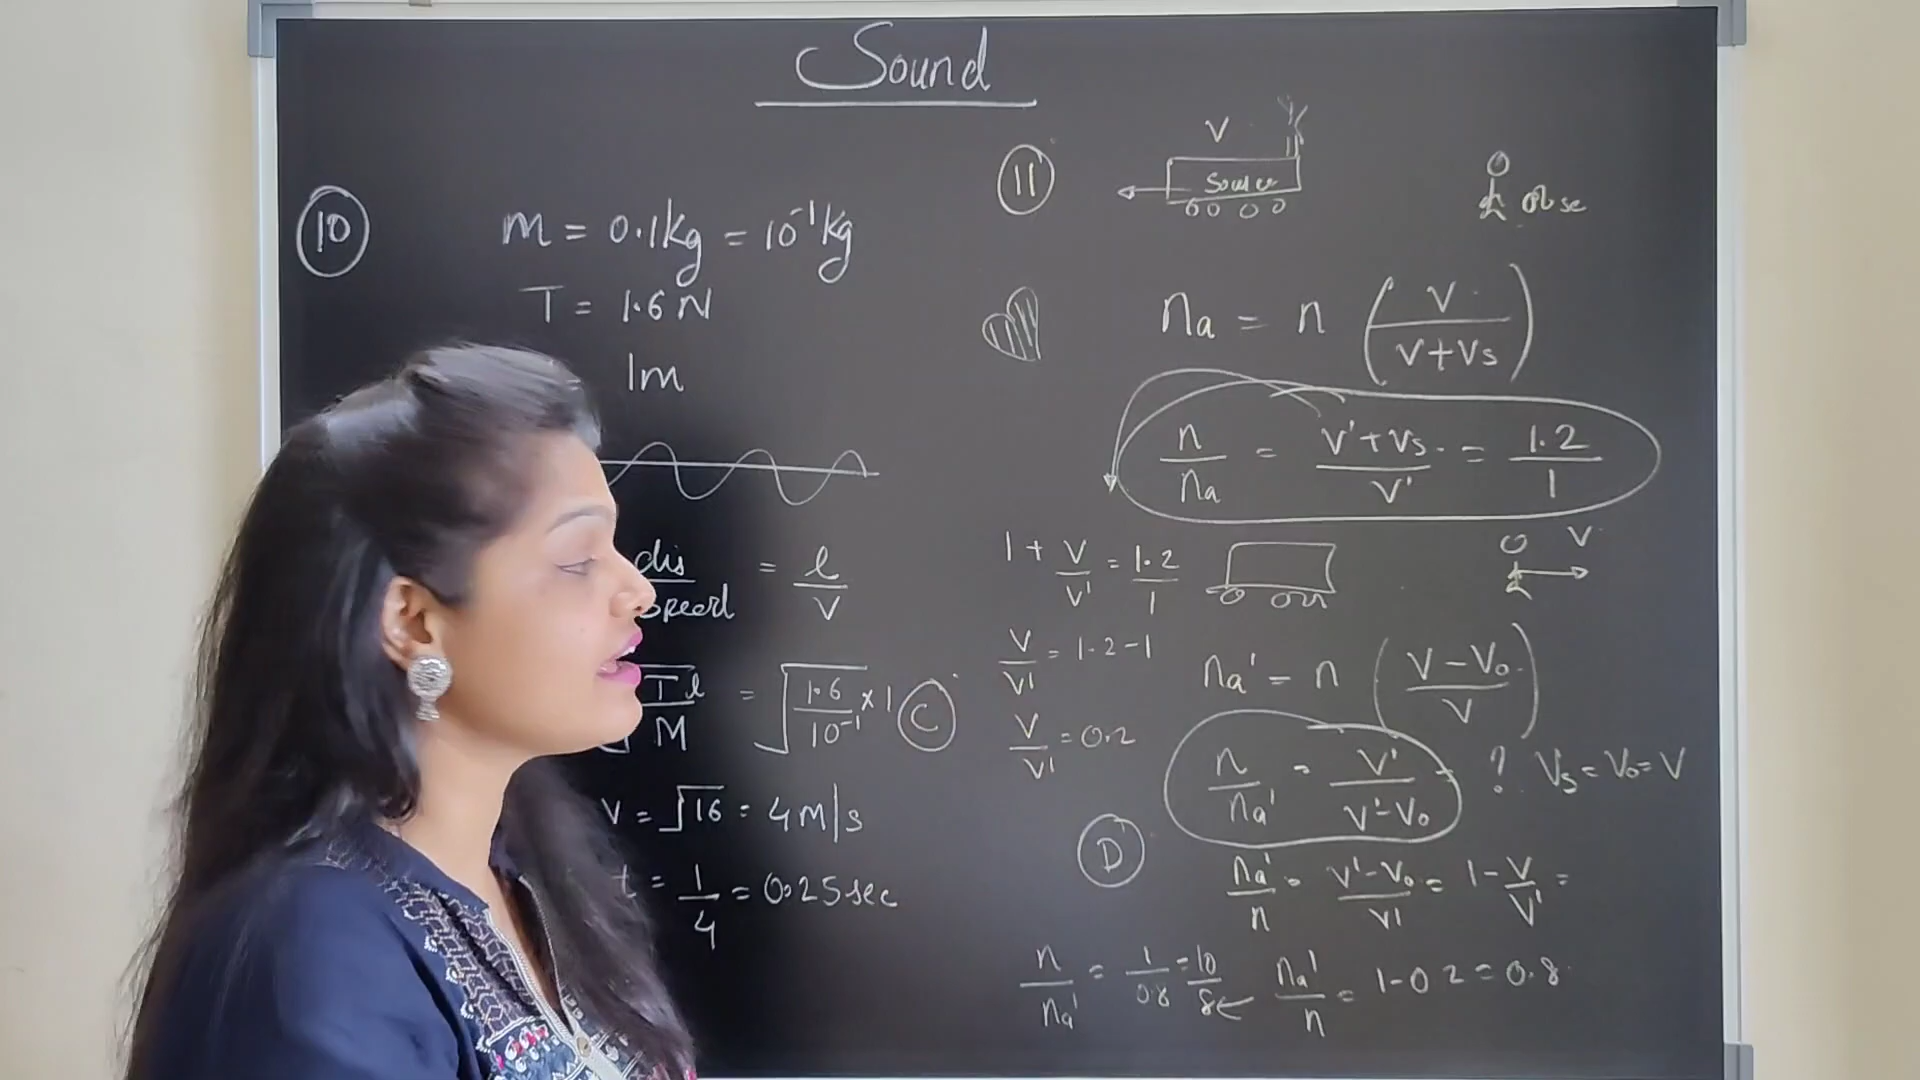 Sound
10
m = 0.1kg = 10⁻¹kg
T = 1.6 N
1m
dis/speed = l/v
√(Tl/M) = √(1.6/10⁻¹ × 1)
C
v = √16 = 4M/s
t = 1/4 = 0.25sec
11
V
Source
obse
na = n (V/(V+Vs))
n/na = (V'+Vs)/V' = 1.2/1
1 + V/V' = 1.2/1
V
V/V' = 1.2-1
na' = n ((V-Vo)/V)
V/V' = 0.2
n/na' = V'/(V'-Vo) = ? Vs = Vo = V
D
na'/n = (V'-Vo)/V' = 1-V/V' =
n/na' = 1/0.8 = 10/8 ← na'/n = 1-0.2 = 0.8